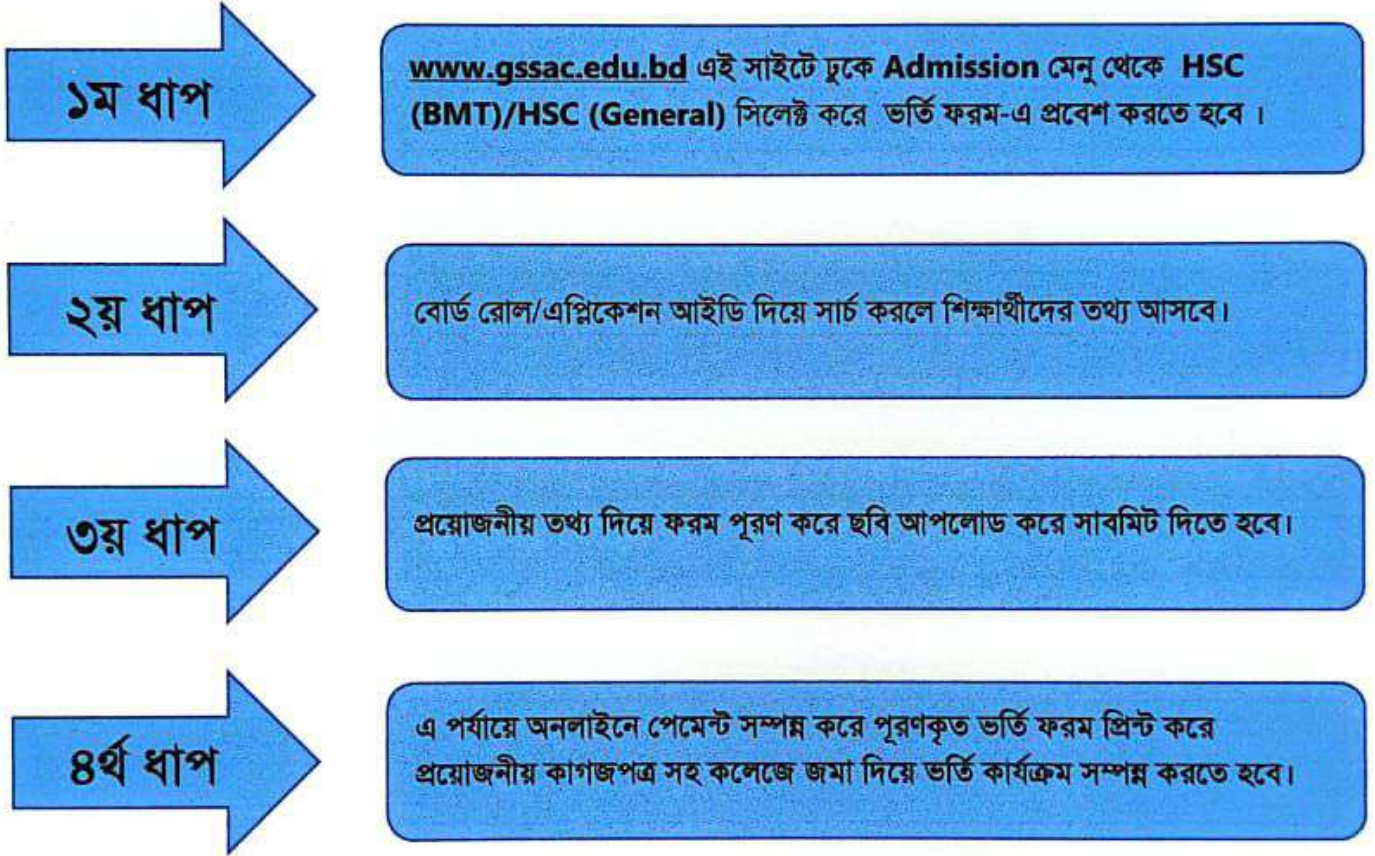 ১ম ধাপ
www.gssac.edu.bd এই সাইটে ঢুকে Admission মেনু থেকে HSC
(BMT)/HSC (General) সিলেক্ট করে ভর্তি ফরম-এ প্রবেশ করতে হবে ।
২য় ধাপ
বোর্ড রোল/এপ্লিকেশন আইডি দিয়ে সার্চ করলে শিক্ষার্থীদের তথ্য আসবে।
৩য় ধাপ
প্রয়োজনীয় তথ্য দিয়ে ফরম পূরণ করে ছবি আপলোড করে সাবমিট দিতে হবে।
৪র্থ ধাপ
এ পর্যায়ে অনলাইনে পেমেন্ট সম্পন্ন করে পূরণকৃত ভর্তি ফরম প্রিন্ট করে
প্রয়োজনীয় কাগজপত্র সহ কলেজে জমা দিয়ে ভর্তি কার্যক্রম সম্পন্ন করতে হবে।